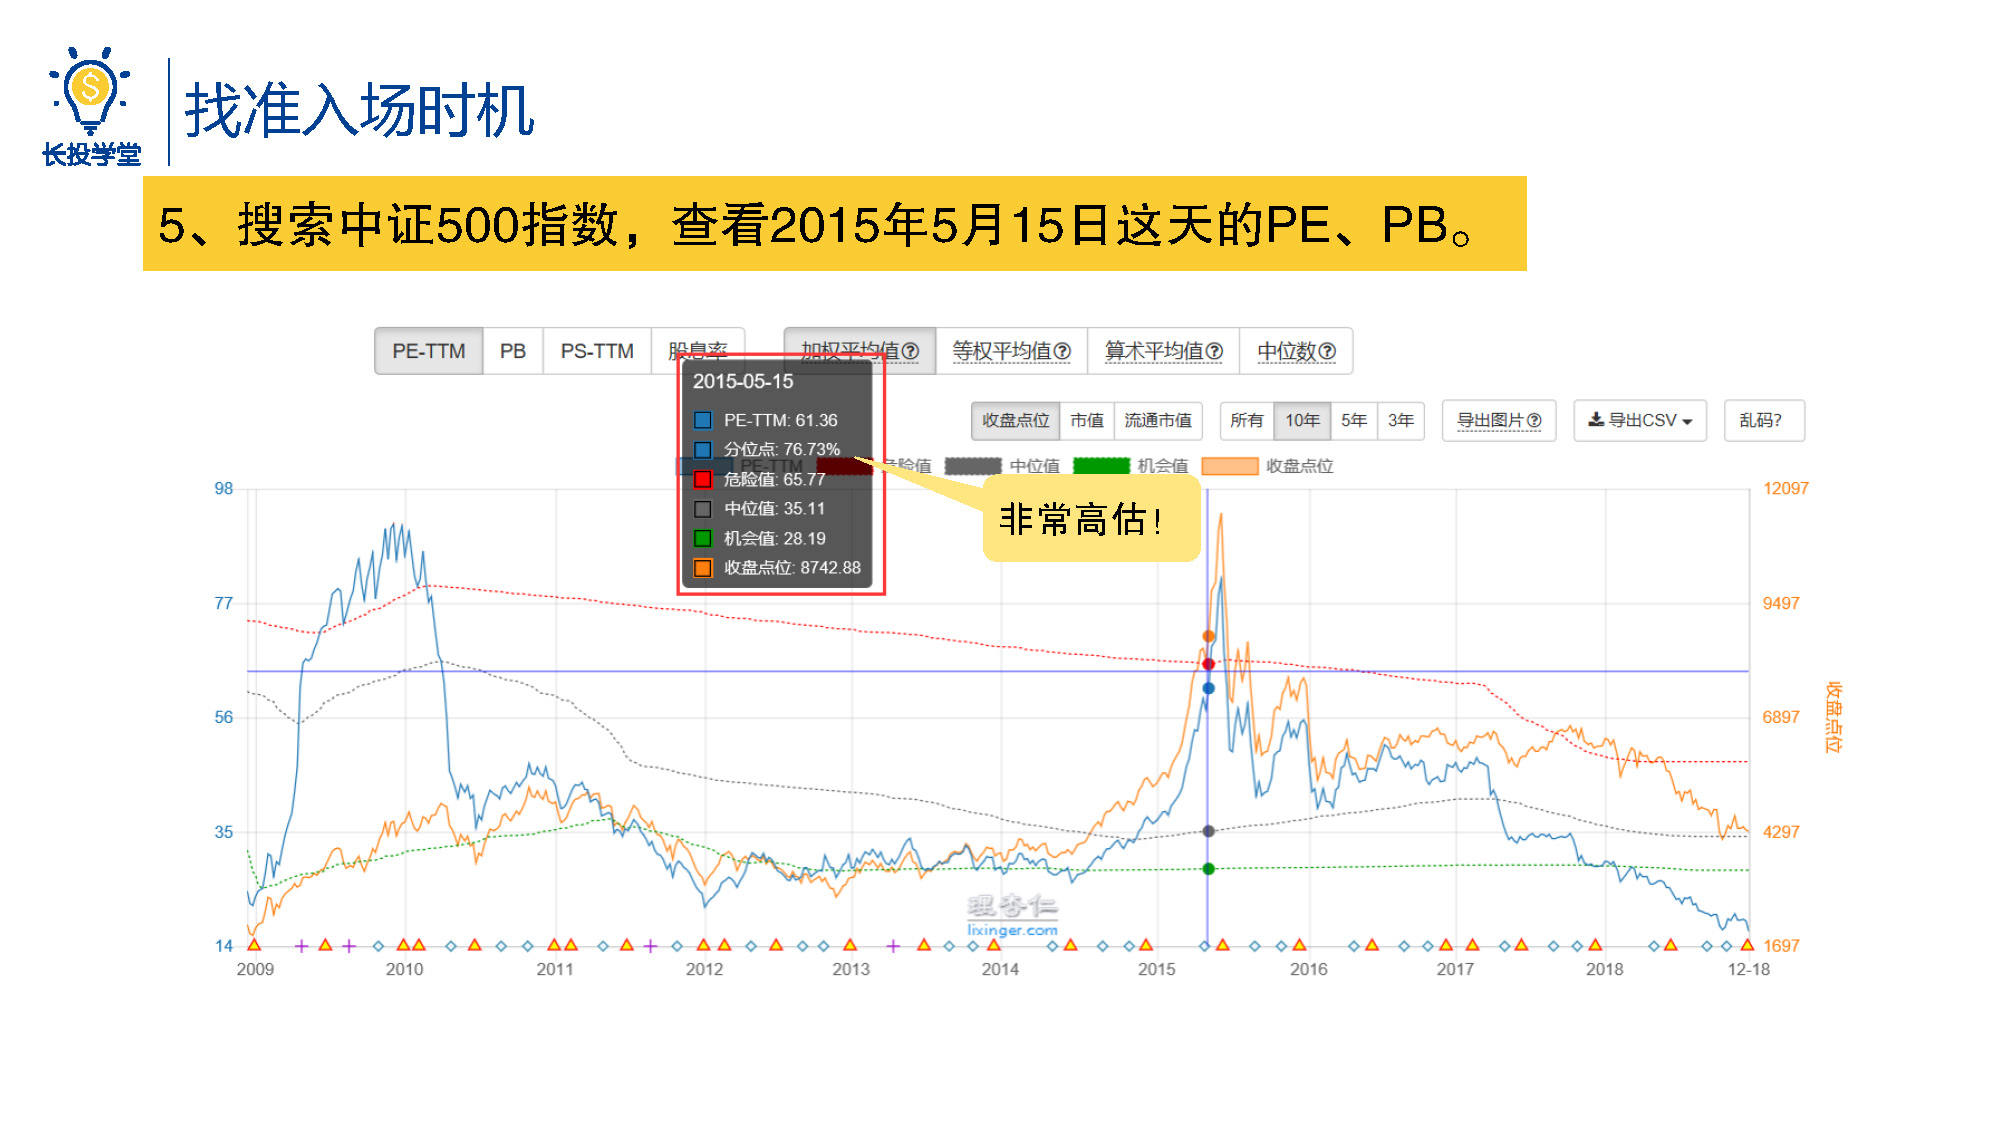 找准入场时机
长投学堂
5、搜索中证500指数，查看2015年5月15日这天的PE、PB。
PE-TTM PB PS-TTM 股息率 加权平均值? 等权平均值? 算术平均值? 中位数?
收盘点位 市值 流通市值 所有 10年 5年 3年 导出图片? 导出CSV 乱码?
2015-05-15
PE-TTM: 61.36
分位点: 76.73%
危险值: 65.77
中位值: 35.11
机会值: 28.19
收盘点位: 8742.88
PE-TTM 危险值 中位值 机会值 收盘点位
非常高估！
98 12097
77 9497
56 6897
35 4297
14 1697
收盘点位
理杏仁
lixinger.com
2009 2010 2011 2012 2013 2014 2015 2016 2017 2018 12-18